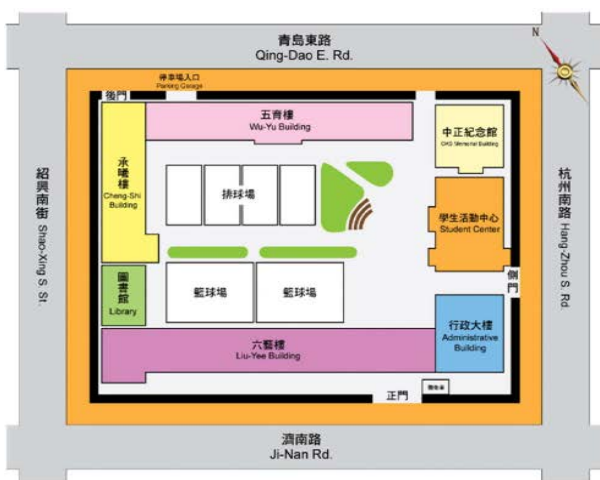 青島東路
Qing-Dao E. Rd.
N
停車場入口
Parking Garage
後門
五育樓
Wu-Yu Building
中正紀念館
CKS Memorial Building
承曦樓
Cheng-Shi
Building
排球場
學生活動中心
Student Center
紹興南街 Shao-Xing S. St
杭州南路 Hang-Zhou S. Rd.
側門
圖書館
Library
籃球場
籃球場
行政大樓
Administrative
Building
六藝樓
Liu-Yee Building
正門
濟南路
Ji-Nan Rd.